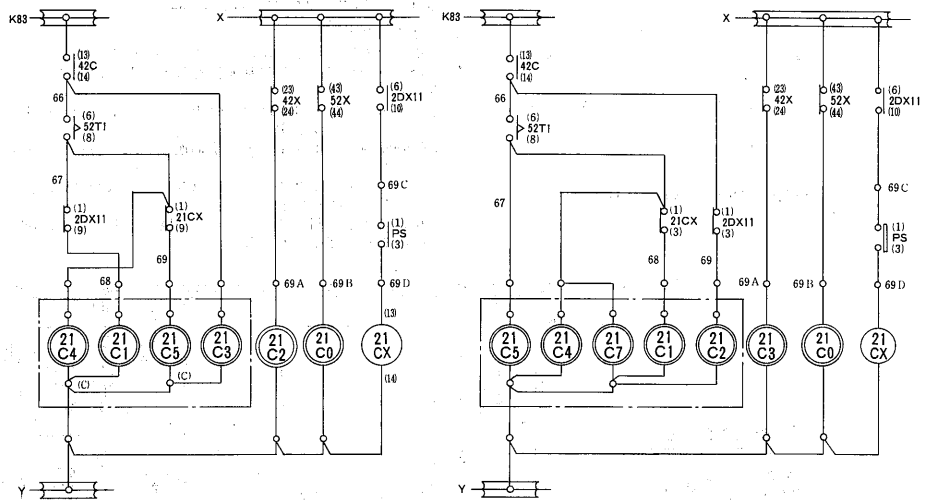 K83
X
(13)
42C
(14)
66
(6)
52T1
(8)
67
(1)
2DX11
(9)
(1)
21CX
(9)
68
69
(23)
42X
(24)
(43)
52X
(44)
(6)
2DX11
(10)
69C
(1)
PS
(3)
69A
69B
69D
(13)
21
C4
21
C1
21
C5
21
C3
21
C2
21
C0
21
CX
(14)
(C)
(C)
Y
K83
X
(13)
42C
(14)
66
(6)
52T1
(8)
67
(1)
21CX
(3)
(1)
2DX11
(3)
68
69
(23)
42X
(24)
(43)
52X
(44)
(6)
2DX11
(10)
69C
(1)
PS
(3)
69A
69B
69D
21
C5
21
C4
21
C7
21
C1
21
C2
21
C3
21
C0
21
CX
Y